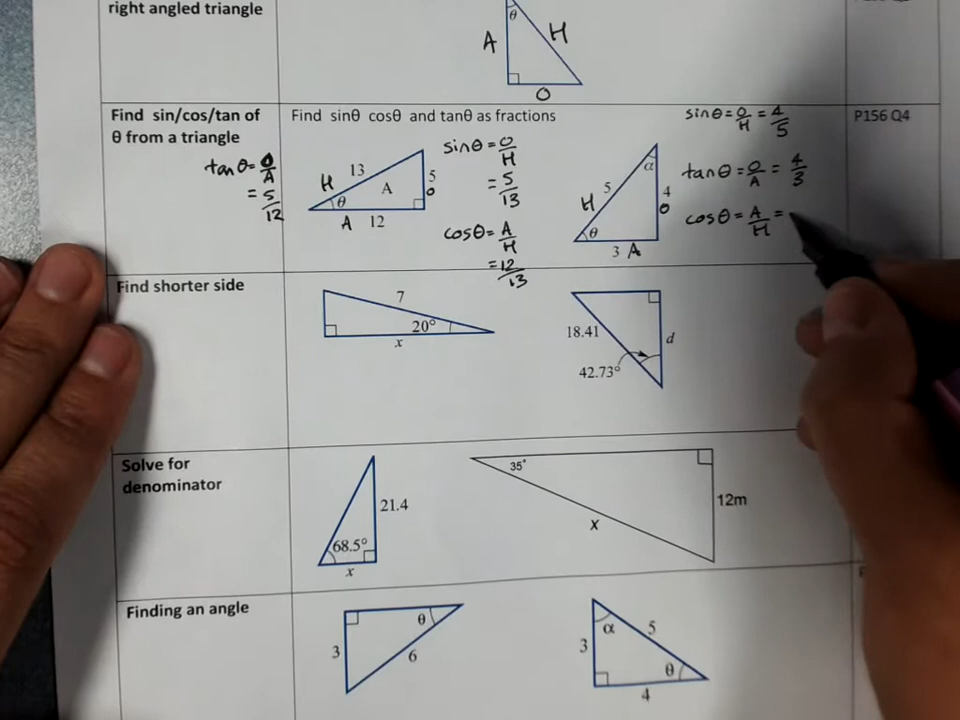 right angled triangle
θ
A
H
O
Find sin/cos/tan of
θ from a triangle
Find sinθ cosθ and tanθ as fractions
P156 Q4
tanθ = O/A
= 5/12
13
H
θ
A
5
O
A 12
sinθ = O/H
= 5/13
cosθ = A/H
= 12/13
α
5
H
4
O
θ
3 A
sinθ = O/H = 4/5
tanθ = O/A = 4/3
cosθ = A/H =
Find shorter side
7
20°
x
18.41
d
42.73°
Solve for
denominator
21.4
68.5°
x
35°
12m
x
Finding an angle
θ
3
6
α
5
3
θ
4